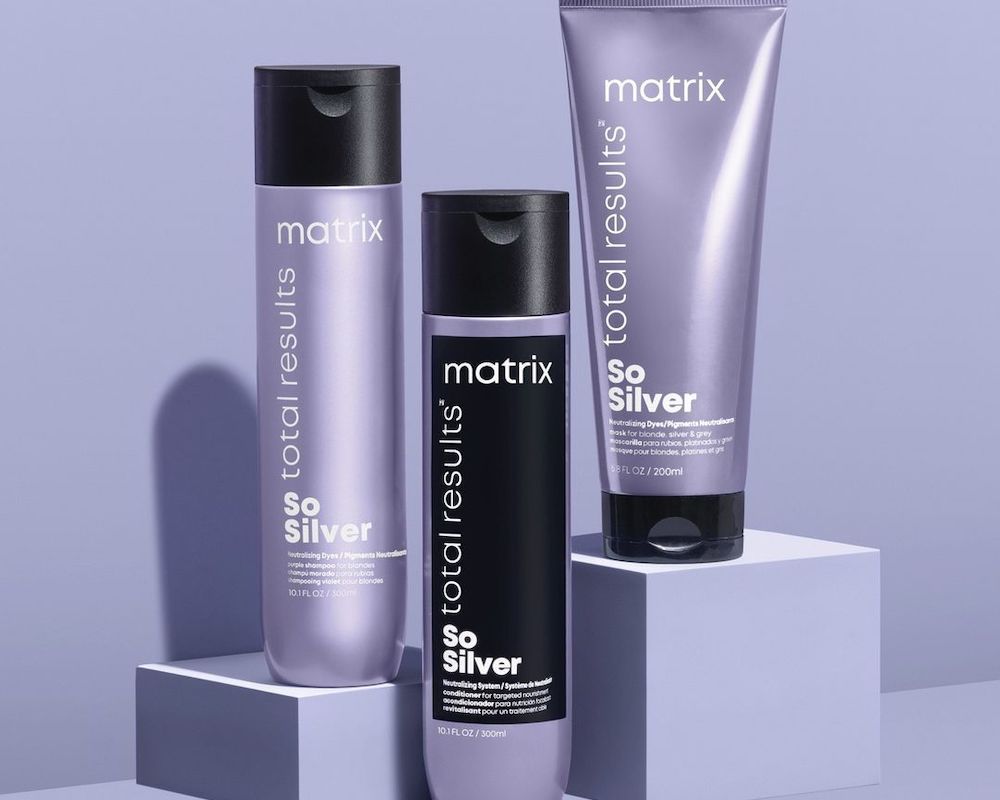 matrix
total results
So
Silver
Neutralizing Dyes / Pigments Neutralisants
purple shampoo for blondes
champú morado para rubias
shampooing violet pour blondes
10.1 FL OZ / 300ml
matrix
total results
So
Silver
Neutralizing System / Système de Neutralisation
conditioner for targeted nourishment
acondicionador para nutrición focalizada
revitalisant pour un traitement ciblé
10.1 FL OZ / 300ml
matrix
total results
So
Silver
Neutralizing Dyes/Pigments Neutralisants
mask for blonde, silver & grey
mascarilla para rubios, platinados y grises
masque pour blondes, platines et gris
6.8 FL OZ / 200ml